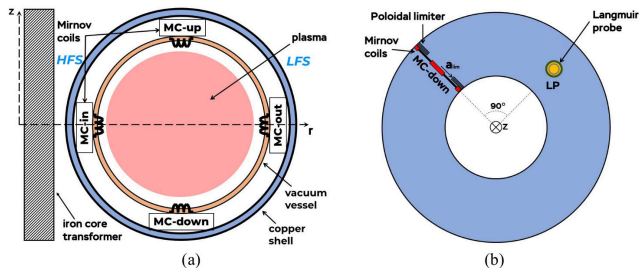 z
MC-up
plasma
HFS
LFS
MC-in
MC-out
r
iron core
transformer
MC-down
vacuum
vessel
copper
shell
(a)
Poloidal limiter
Mirnov
coils
MC-down
a lim
Langmuir
probe
LP
90°
z
(b)
Mirnov
coils